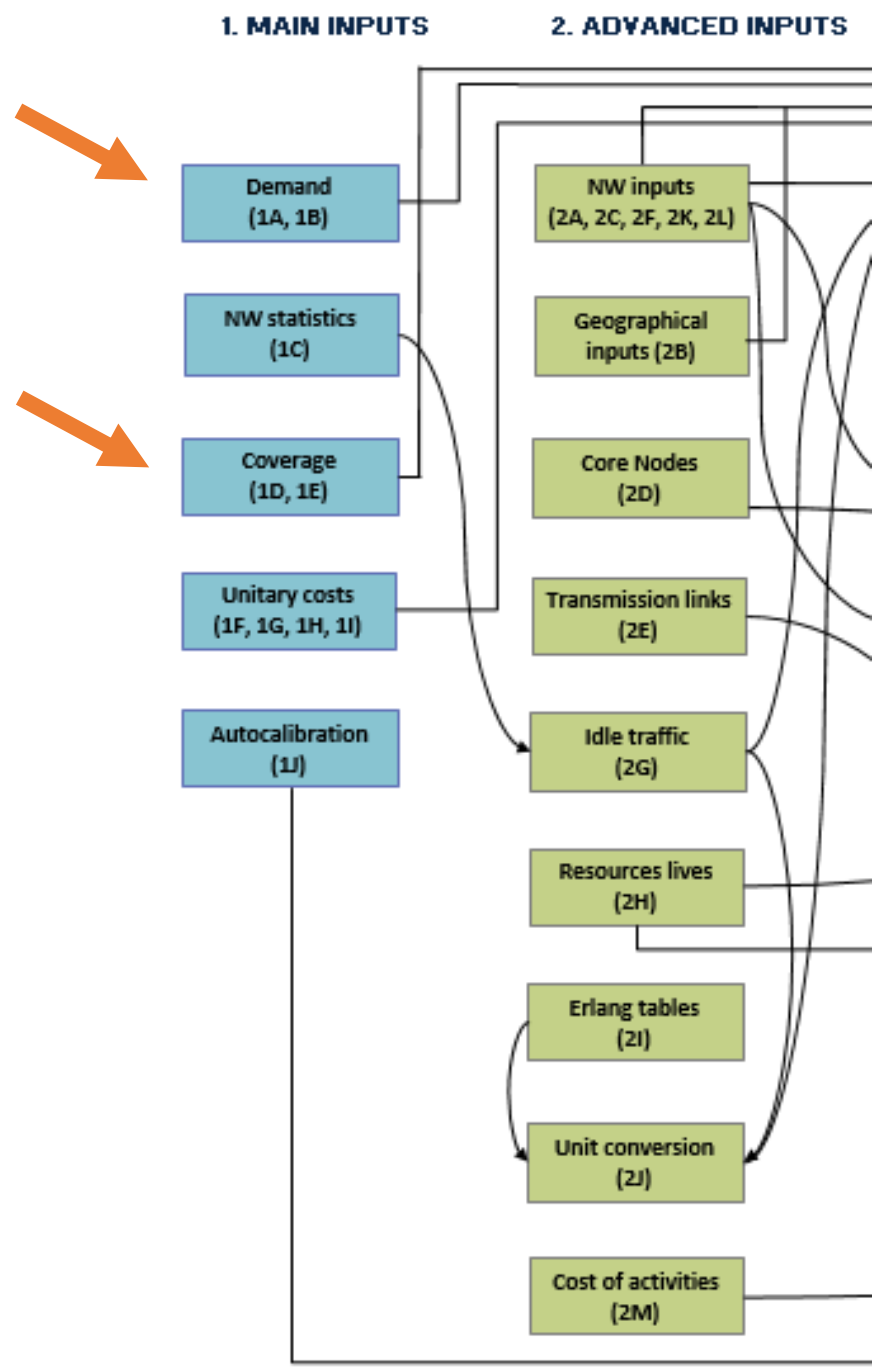 1. MAIN INPUTS
2. ADVANCED INPUTS
Demand
(1A, 1B)
NW statistics
(1C)
Coverage
(1D, 1E)
Unitary costs
(1F, 1G, 1H, 1I)
Autocalibration
(1J)
NW inputs
(2A, 2C, 2F, 2K, 2L)
Geographical
inputs (2B)
Core Nodes
(2D)
Transmission links
(2E)
Idle traffic
(2G)
Resources lives
(2H)
Erlang tables
(2I)
Unit conversion
(2J)
Cost of activities
(2M)